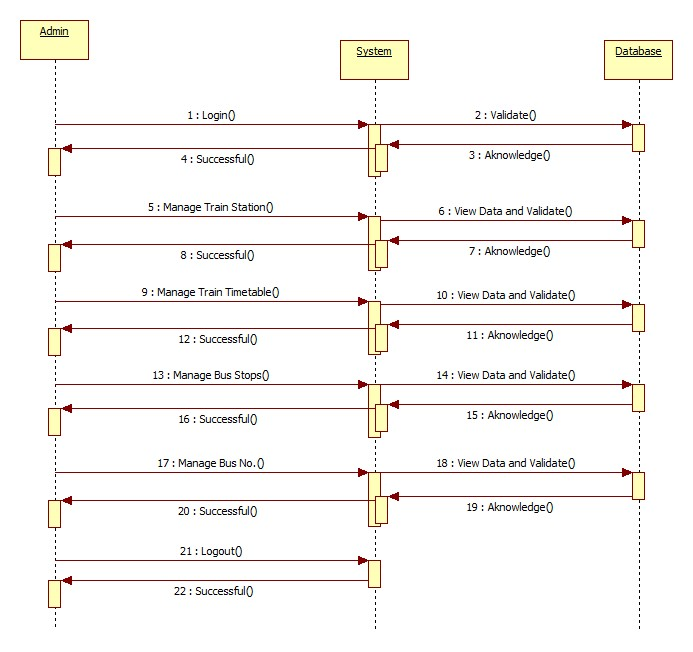 Admin
System
Database
1 : Login()
2 : Validate()
3 : Aknowledge()
4 : Successful()
5 : Manage Train Station()
6 : View Data and Validate()
7 : Aknowledge()
8 : Successful()
9 : Manage Train Timetable()
10 : View Data and Validate()
11 : Aknowledge()
12 : Successful()
13 : Manage Bus Stops()
14 : View Data and Validate()
15 : Aknowledge()
16 : Successful()
17 : Manage Bus No.()
18 : View Data and Validate()
19 : Aknowledge()
20 : Successful()
21 : Logout()
22 : Successful()